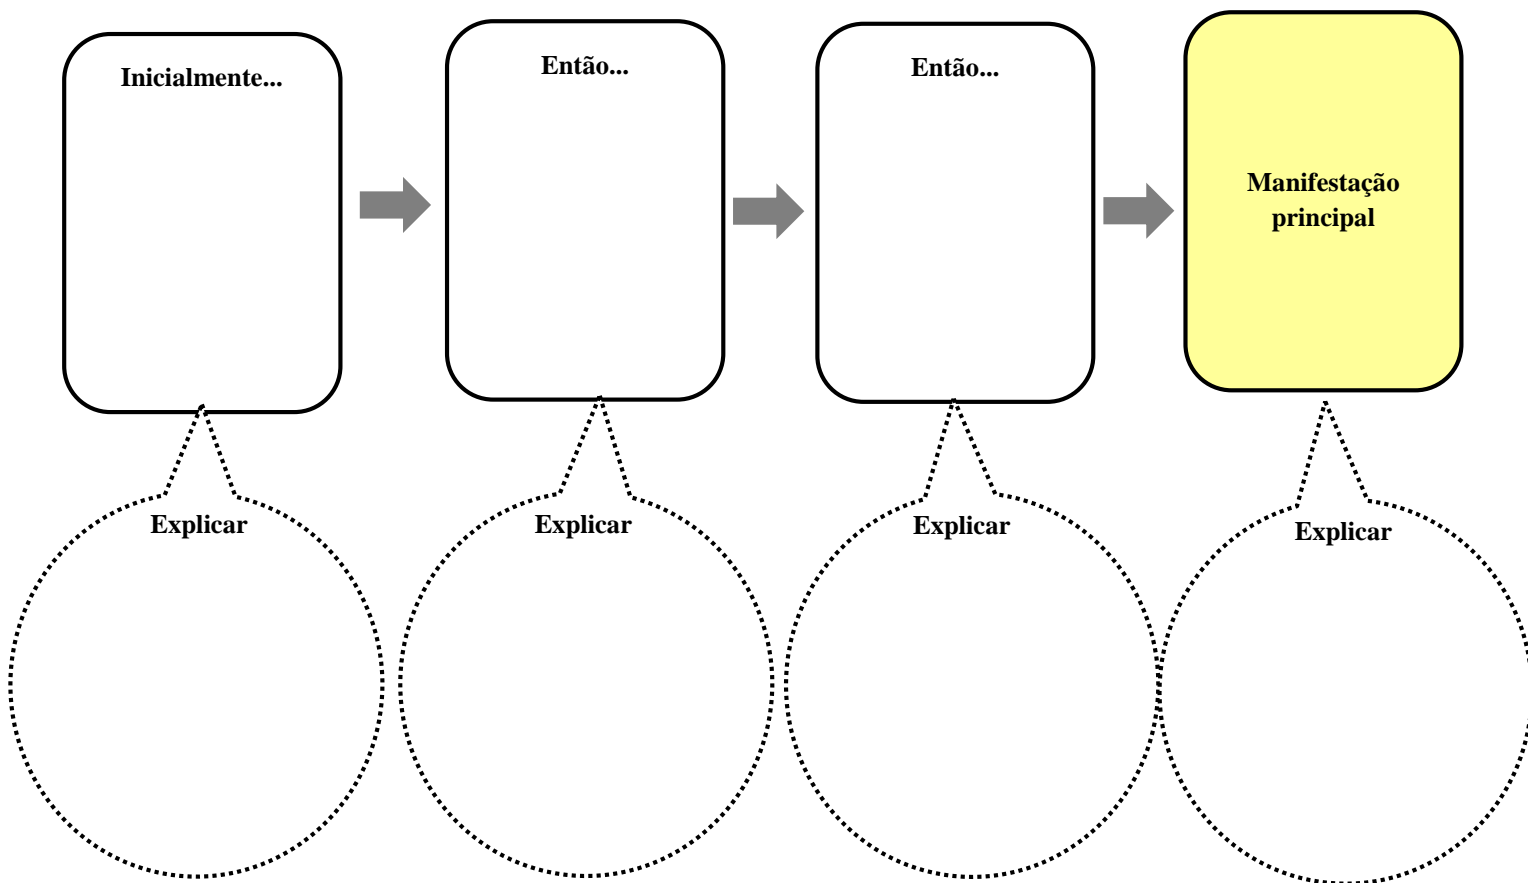 Inicialmente...
Então...
Então...
Manifestação
principal
Explicar
Explicar
Explicar
Explicar